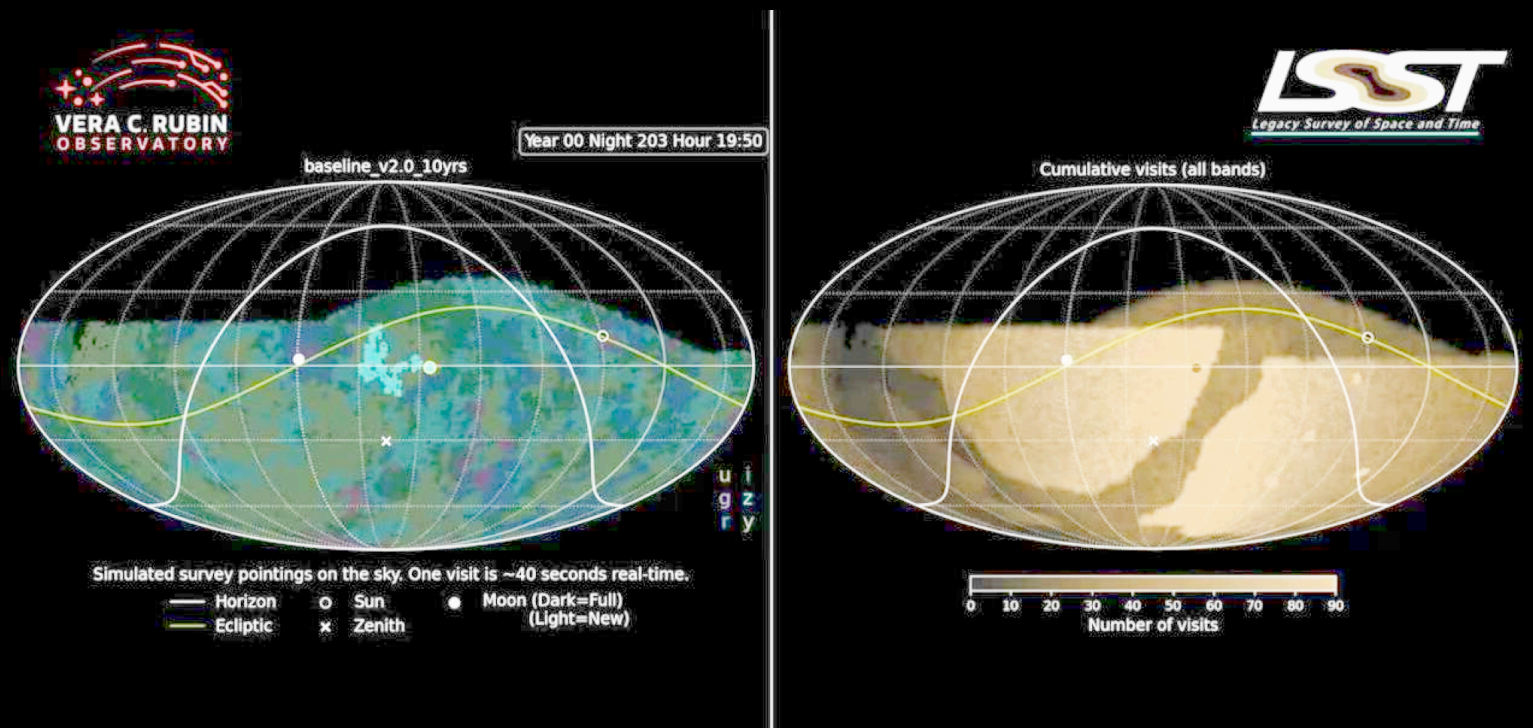 VERA C. RUBIN
OBSERVATORY
LSST
Legacy Survey of Space and Time
Year 00 Night 203 Hour 19:50
baseline_v2.0_10yrs
Cumulative visits (all bands)
u i
g z
r y
Simulated survey pointings on the sky. One visit is ~40 seconds real-time.
Horizon Sun Moon (Dark=Full)
(Light=New)
Ecliptic Zenith
0 10 20 30 40 50 60 70 80 90
Number of visits